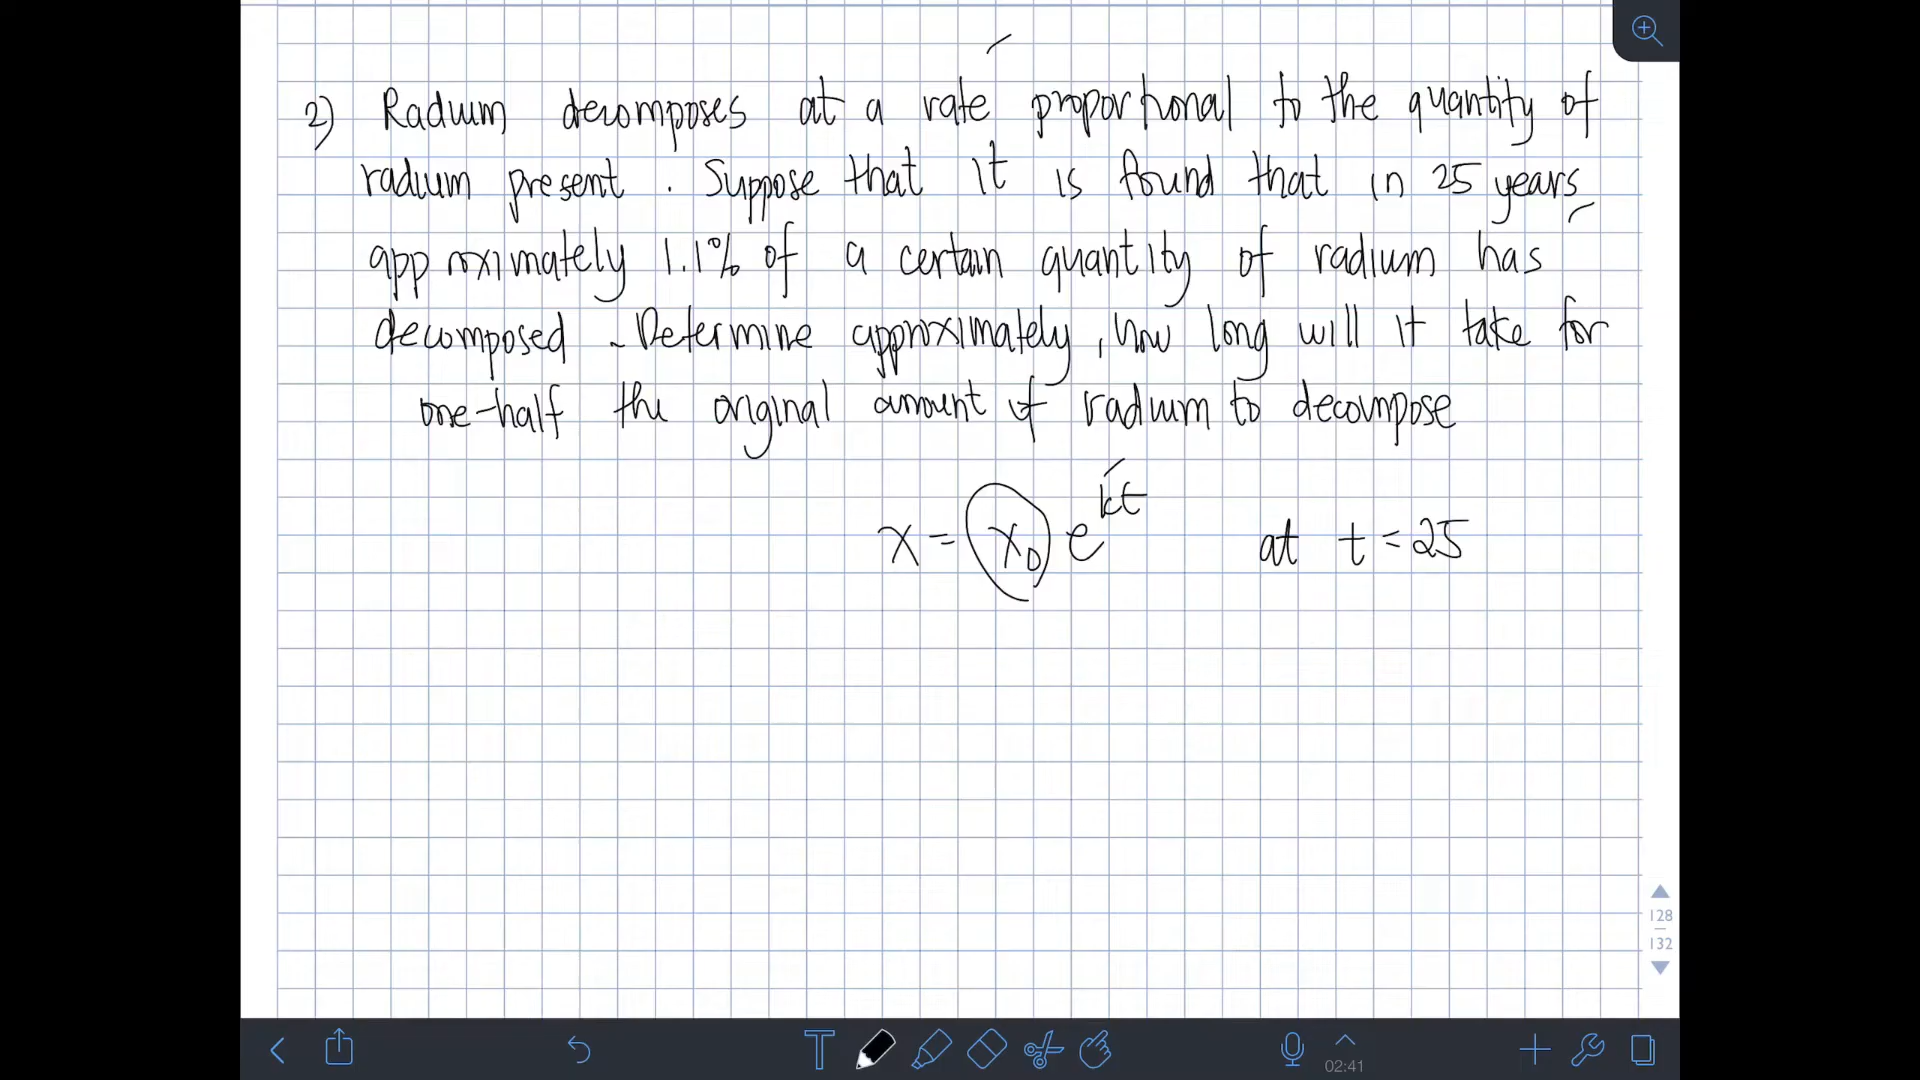 2) Radium decomposes at a rate proportional to the quantity of
radium present. Suppose that it is found that in 25 years
approximately 1.1% of a certain quantity of radium has
decomposed. Determine approximately, how long will it take for
one-half the original amount of radium to decompose
x = x₀ e^kt at t = 25
128
132
T
02:41